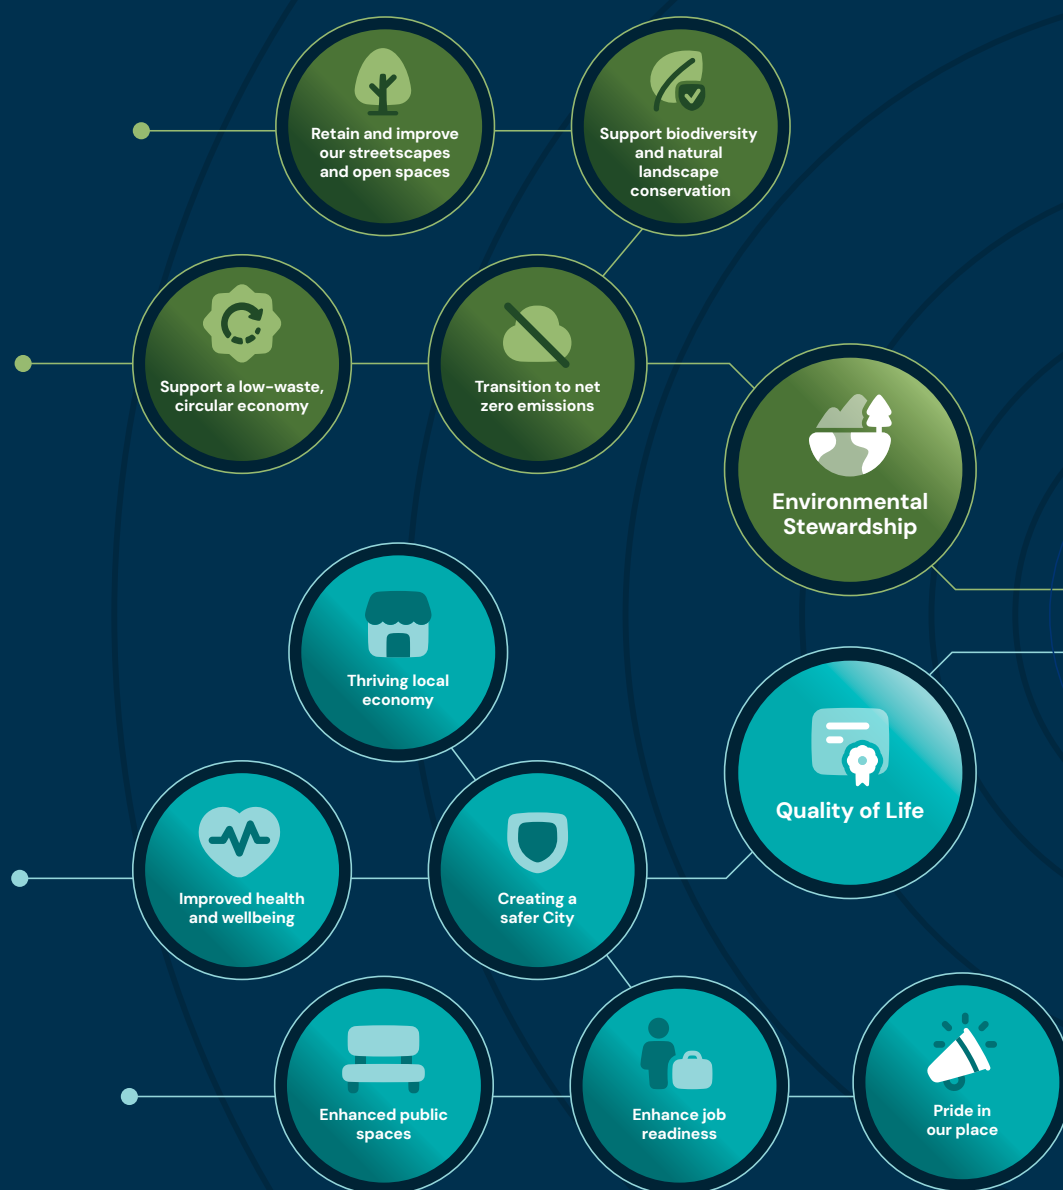 Retain and improve
our streetscapes
and open spaces
Support biodiversity
and natural
landscape
conservation
Support a low-waste,
circular economy
Transition to net
zero emissions
Environmental
Stewardship
Thriving local
economy
Quality of Life
Improved health
and wellbeing
Creating a
safer City
Enhanced public
spaces
Enhance job
readiness
Pride in
our place